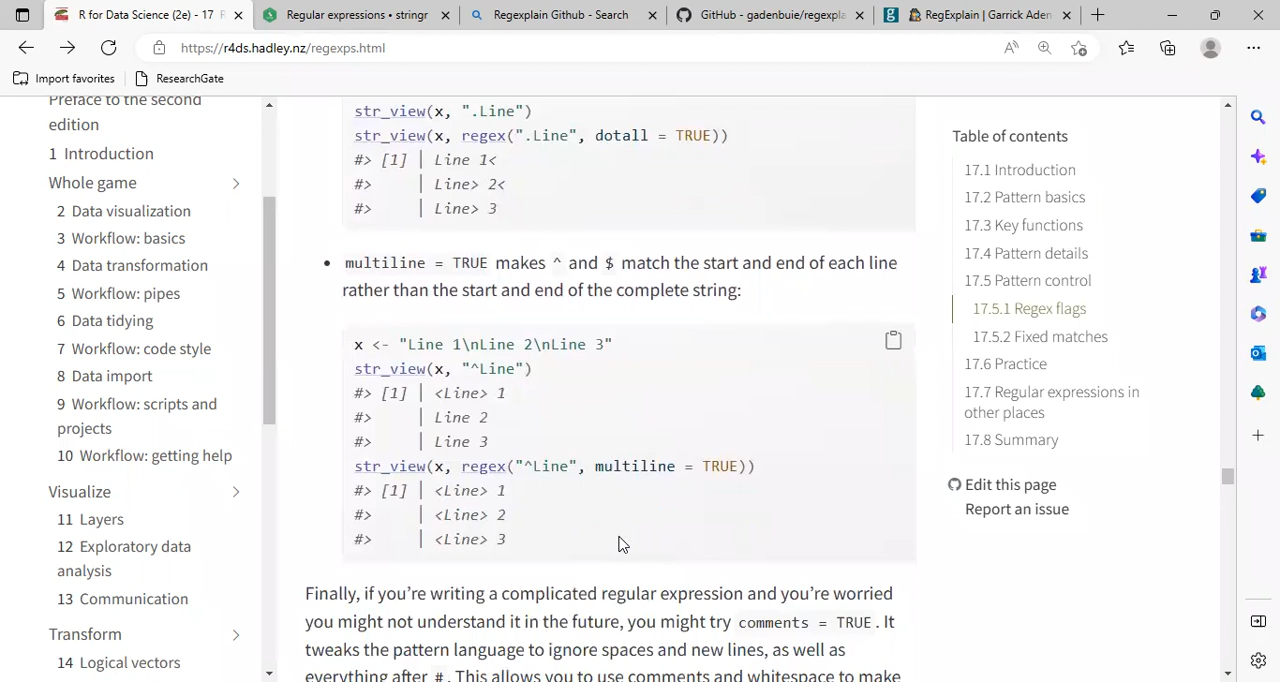 R for Data Science (2e) - 17
Regular expressions • stringr
Regexplain Github - Search
GitHub - gadenbuie/regexpla
RegExplain | Garrick Aden
https://r4ds.hadley.nz/regexps.html
Import favorites
ResearchGate
Preface to the second
edition
1 Introduction
Whole game
2 Data visualization
3 Workflow: basics
4 Data transformation
5 Workflow: pipes
6 Data tidying
7 Workflow: code style
8 Data import
9 Workflow: scripts and
projects
10 Workflow: getting help
Visualize
11 Layers
12 Exploratory data
analysis
13 Communication
Transform
14 Logical vectors
str_view(x, ".Line")
str_view(x, regex(".Line", dotall = TRUE))
#> [1] │ Line 1<
#>     │ Line> 2<
#>     │ Line> 3
• multiline = TRUE makes ^ and $ match the start and end of each line
rather than the start and end of the complete string:
x <- "Line 1\nLine 2\nLine 3"
str_view(x, "^Line")
#> [1] │ <Line> 1
#>     │ Line 2
#>     │ Line 3
str_view(x, regex("^Line", multiline = TRUE))
#> [1] │ <Line> 1
#>     │ <Line> 2
#>     │ <Line> 3
Finally, if you're writing a complicated regular expression and you're worried
you might not understand it in the future, you might try comments = TRUE. It
tweaks the pattern language to ignore spaces and new lines, as well as
everything after #. This allows you to use comments and whitespace to make
Table of contents
17.1 Introduction
17.2 Pattern basics
17.3 Key functions
17.4 Pattern details
17.5 Pattern control
17.5.1 Regex flags
17.5.2 Fixed matches
17.6 Practice
17.7 Regular expressions in
other places
17.8 Summary
Edit this page
Report an issue